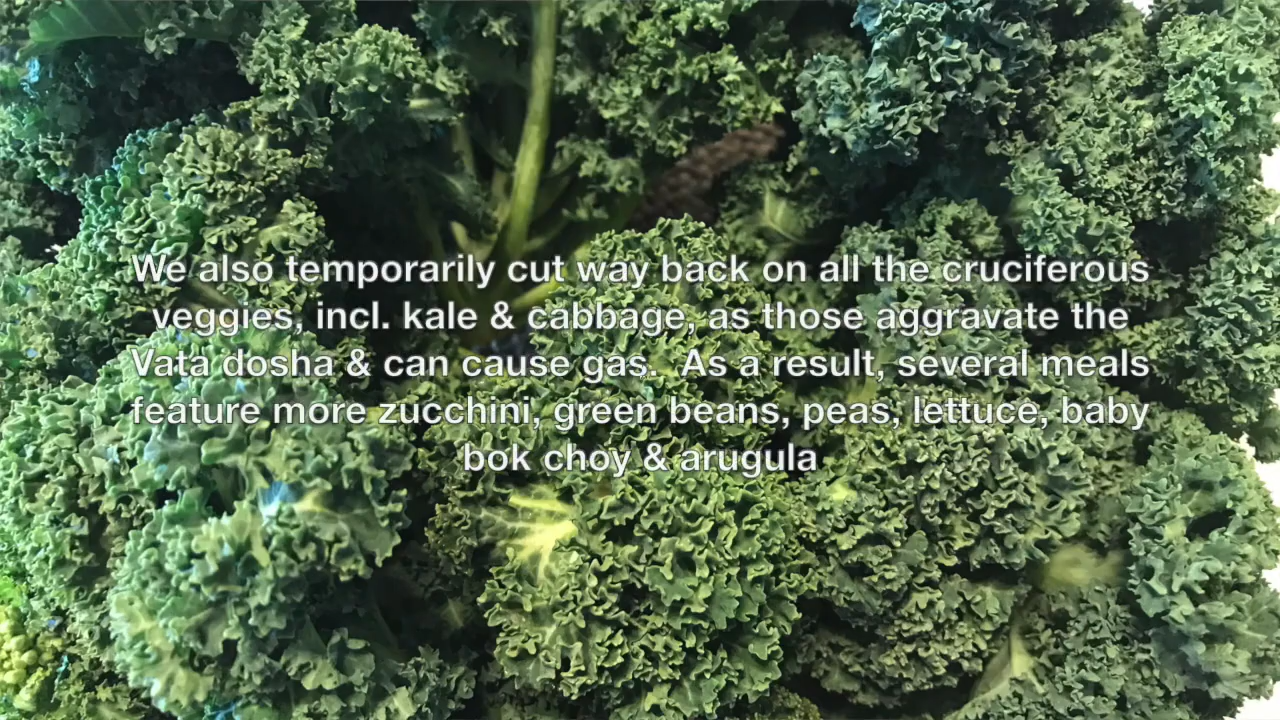 We also temporarily cut way back on all the cruciferous
veggies, incl. kale & cabbage, as those aggravate the
Vata dosha & can cause gas.  As a result, several meals
feature more zucchini, green beans, peas, lettuce, baby
bok choy & arugula